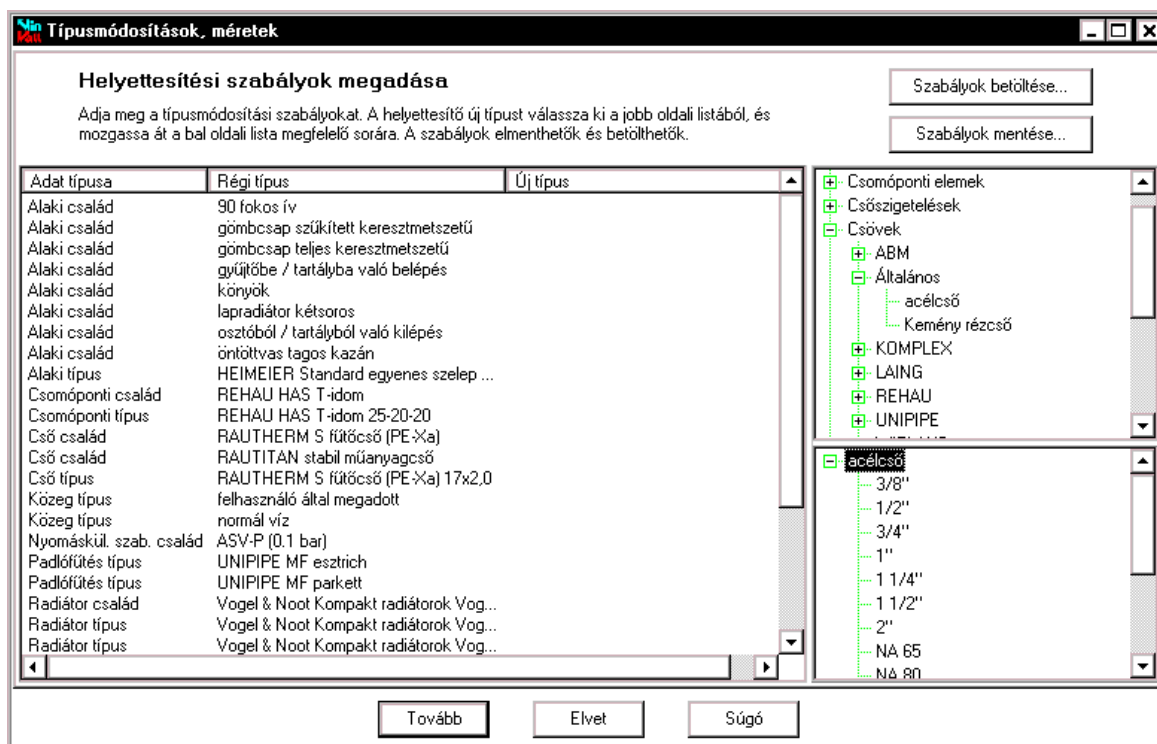 Win
Watt
Típusmódosítások, méretek
Helyettesítési szabályok megadása
Adja meg a típusmódosítási szabályokat. A helyettesítő új típust válassza ki a jobb oldali listából, és
mozgassa át a bal oldali lista megfelelő sorára. A szabályok elmenthetők és betölthetők.
Szabályok betöltése...
Szabályok mentése...
Adat típusa Régi típus Új típus
Alaki család 90 fokos ív
Alaki család gömbcsap szűkített keresztmetszetű
Alaki család gömbcsap teljes keresztmetszetű
Alaki család gyűjtőbe / tartályba való belépés
Alaki család könyök
Alaki család lapradiátor kétsoros
Alaki család osztóból / tartályból való kilépés
Alaki család öntöttvas tagos kazán
Alaki típus HEIMEIER Standard egyenes szelep ...
Csomóponti család REHAU HAS T-idom
Csomóponti típus REHAU HAS T-idom 25-20-20
Cső család RAUTHERM S fűtőcső (PE-Xa)
Cső család RAUTITAN stabil műanyagcső
Cső típus RAUTHERM S fűtőcső (PE-Xa) 17x2,0
Közeg típus felhasználó által megadott
Közeg típus normál víz
Nyomáskül. szab. család ASV-P (0.1 bar)
Padlófűtés típus UNIPIPE MF esztrich
Padlófűtés típus UNIPIPE MF parkett
Radiátor család Vogel & Noot Kompakt radiátorok Vog...
Radiátor típus Vogel & Noot Kompakt radiátorok Vog...
Radiátor típus Vogel & Noot Kompakt radiátorok Vog...
Csomóponti elemek
Csőszigetelések
Csövek
ABM
Általános
acélcső
Kemény rézcső
KOMPLEX
LAING
REHAU
UNIPIPE
acélcső
3/8"
1/2"
3/4"
1"
1 1/4"
1 1/2"
2"
NA 65
NA 80
Tovább
Elvet
Súgó